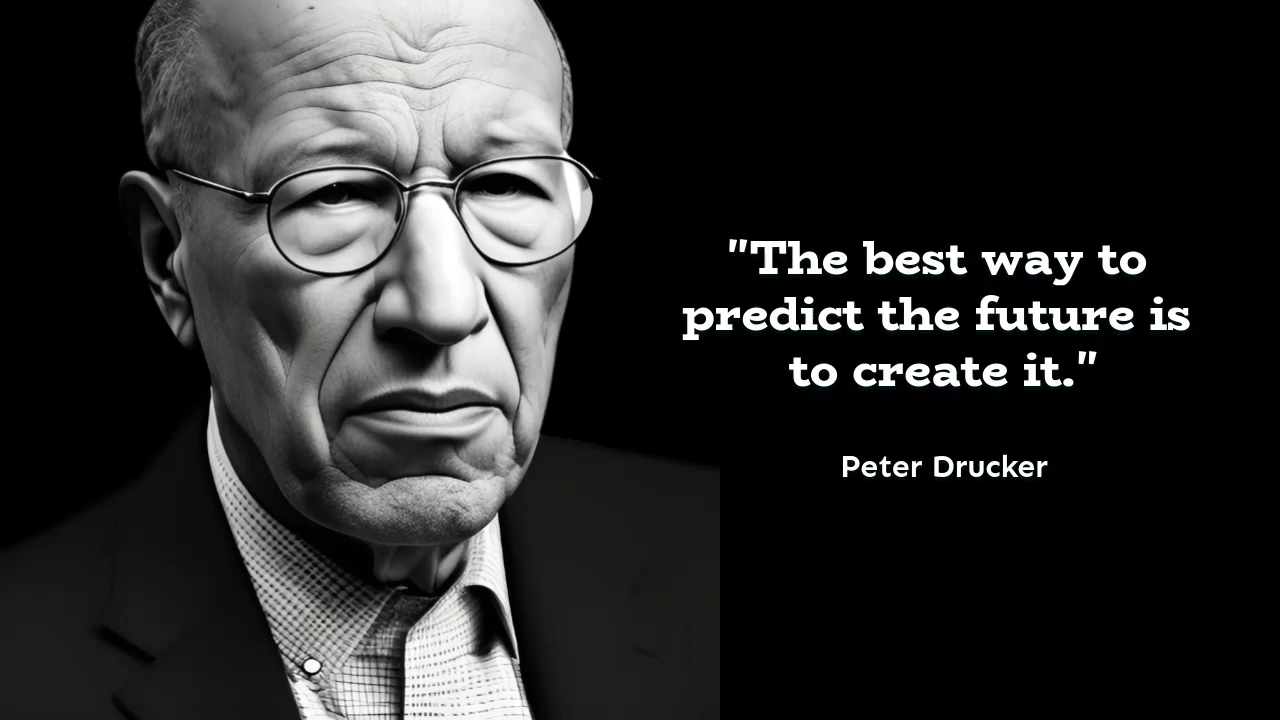 "The best way to
predict the future is
to create it."
Peter Drucker